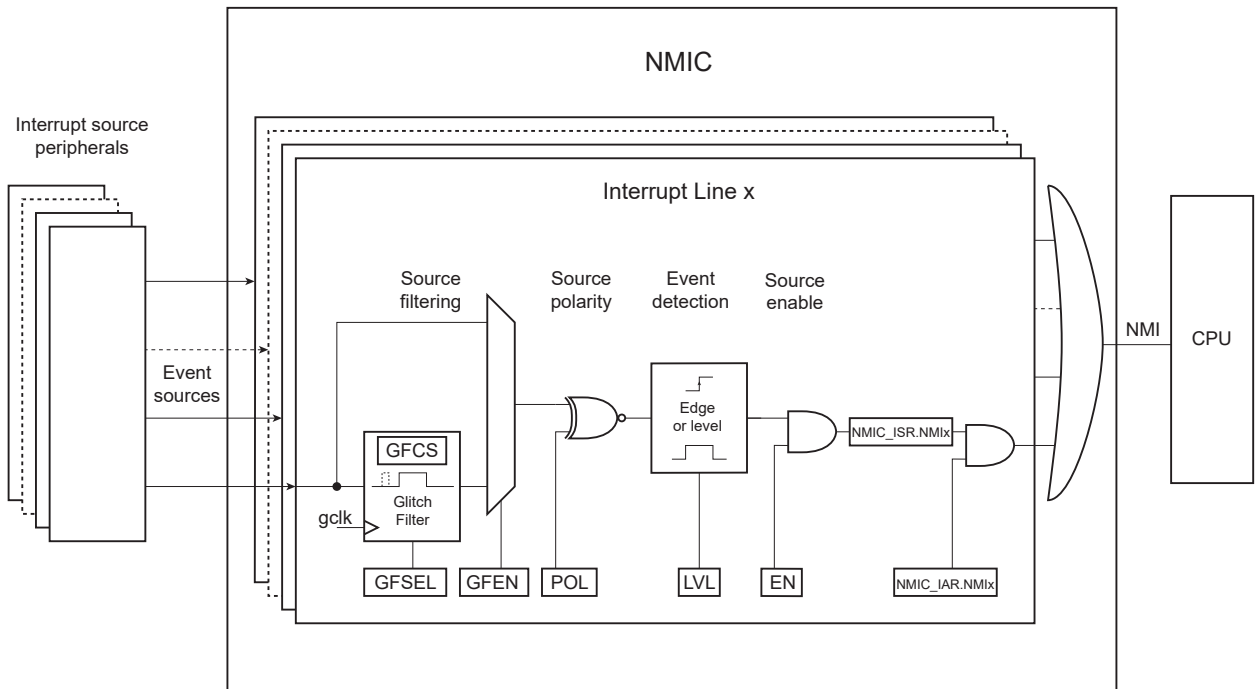 NMIC
Interrupt source
peripherals
Interrupt Line x
Source
filtering
Source
polarity
Event
detection
Source
enable
NMI
CPU
Event
sources
Edge
or level
GFCS
NMIC_ISR.NMIx
Glitch
Filter
gclk
GFSEL
GFEN
POL
LVL
EN
NMIC_IAR.NMIx